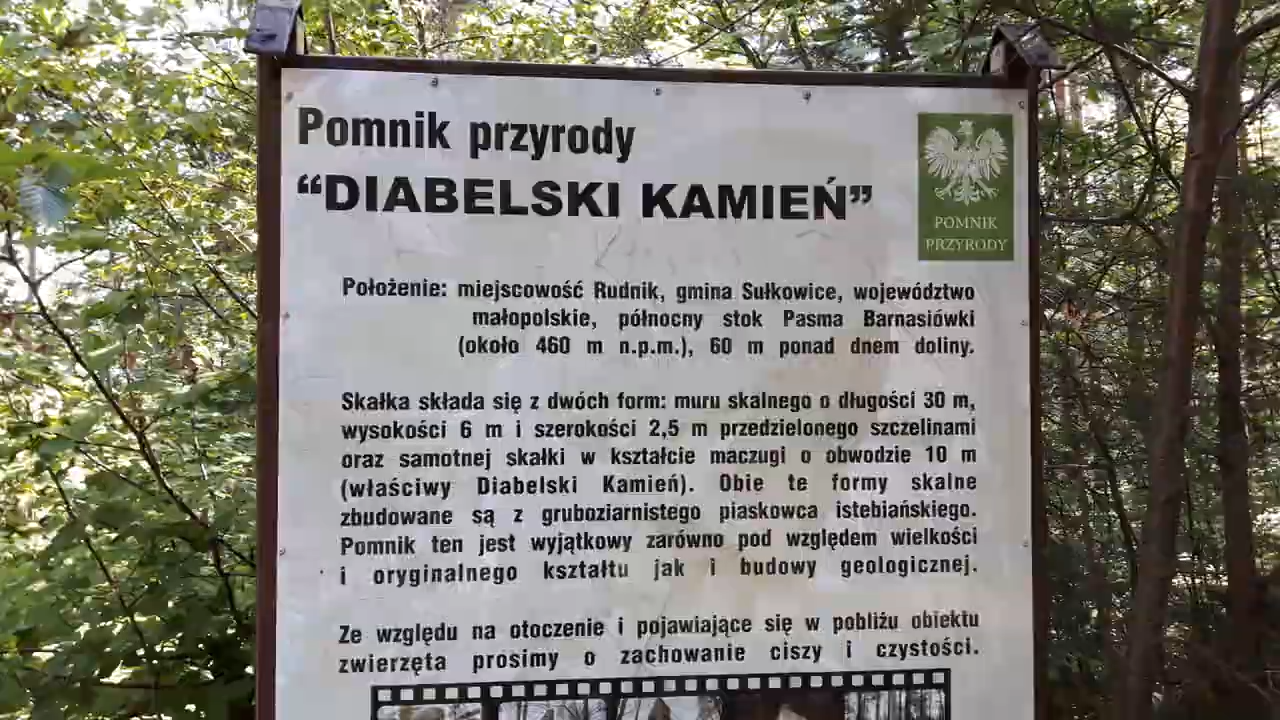 Pomnik przyrody
“DIABELSKI KAMIEŃ”
POMNIK
PRZYRODY
Położenie: miejscowość Rudnik, gmina Sułkowice, województwo
małopolskie, północny stok Pasma Barnasiówki
(około 460 m n.p.m.), 60 m ponad dnem doliny.
Skałka składa się z dwóch form: muru skalnego o długości 30 m,
wysokości 6 m i szerokości 2,5 m przedzielonego szczelinami
oraz samotnej skałki w kształcie maczugi o obwodzie 10 m
(właściwy Diabelski Kamień). Obie te formy skalne
zbudowane są z gruboziarnistego piaskowca istebiańskiego.
Pomnik ten jest wyjątkowy zarówno pod względem wielkości
i oryginalnego kształtu jak i budowy geologicznej.
Ze względu na otoczenie i pojawiające się w pobliżu obiektu
zwierzęta prosimy o zachowanie ciszy i czystości.